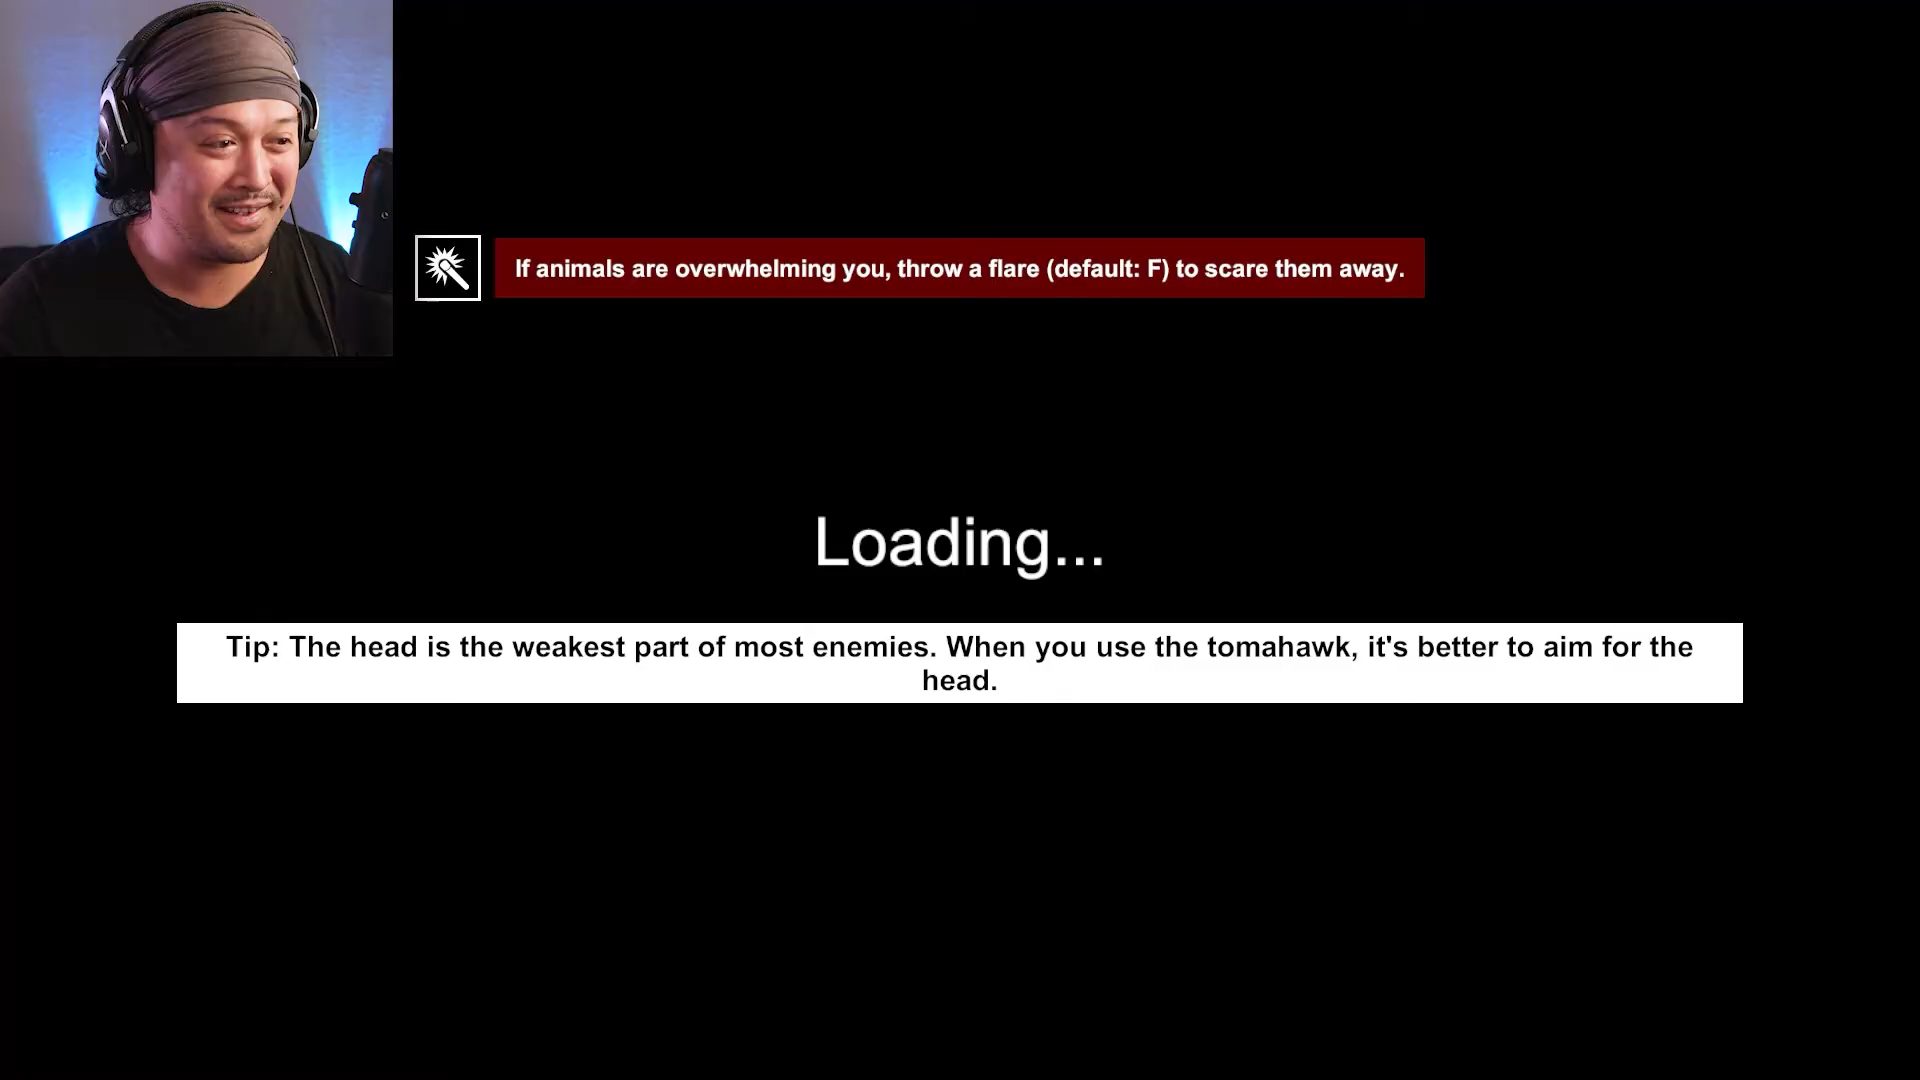 If animals are overwhelming you, throw a flare (default: F) to scare them away.
Loading...
Tip: The head is the weakest part of most enemies. When you use the tomahawk, it's better to aim for the
head.